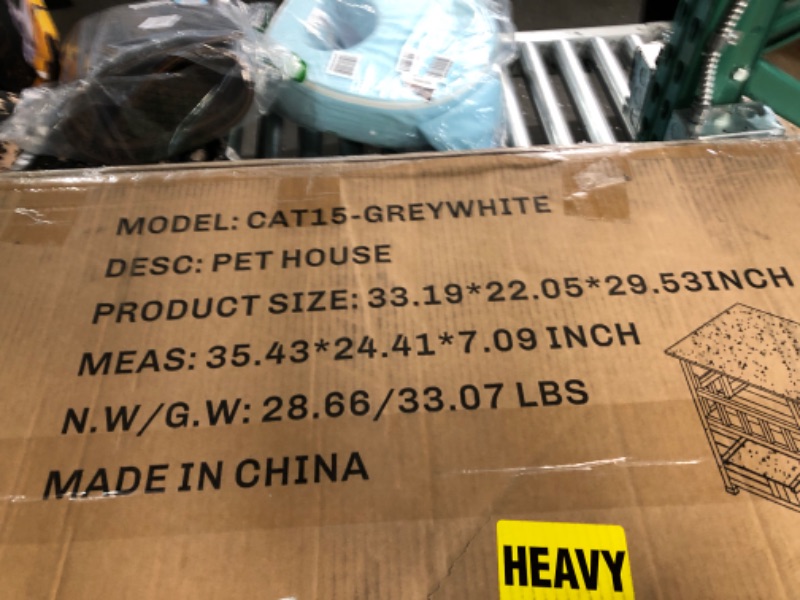 MODEL: CAT15-GREYWHITE
DESC: PET HOUSE
PRODUCT SIZE: 33.19*22.05*29.53INCH
MEAS: 35.43*24.41*7.09 INCH
N.W/G.W: 28.66/33.07 LBS
MADE IN CHINA
HEAVY